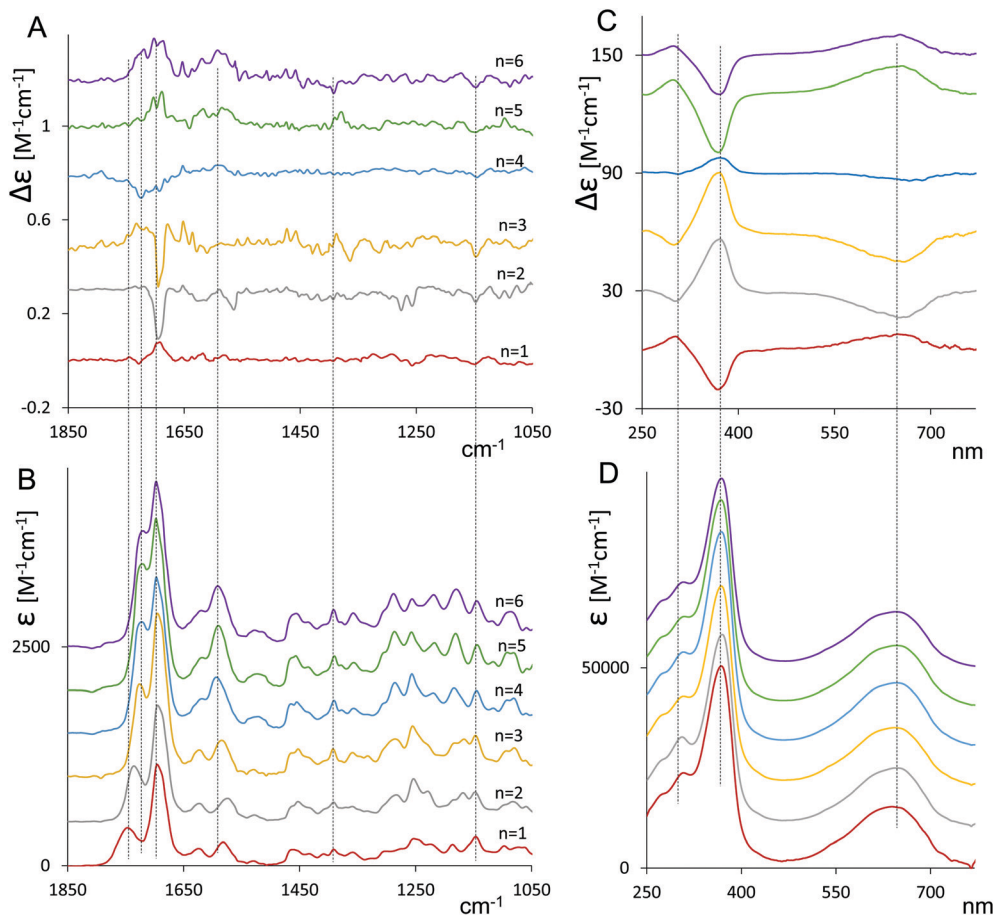 A
Δε [M⁻¹cm⁻¹]
1
0.6
0.2
-0.2
n=6
n=5
n=4
n=3
n=2
n=1
1850 1650 1450 1250 1050
cm⁻¹
C
Δε [M⁻¹cm⁻¹]
150
90
30
-30
250 400 550 700
nm
B
ε [M⁻¹cm⁻¹]
2500
0
n=6
n=5
n=4
n=3
n=2
n=1
1850 1650 1450 1250 1050
cm⁻¹
D
ε [M⁻¹cm⁻¹]
50000
0
250 400 550 700
nm